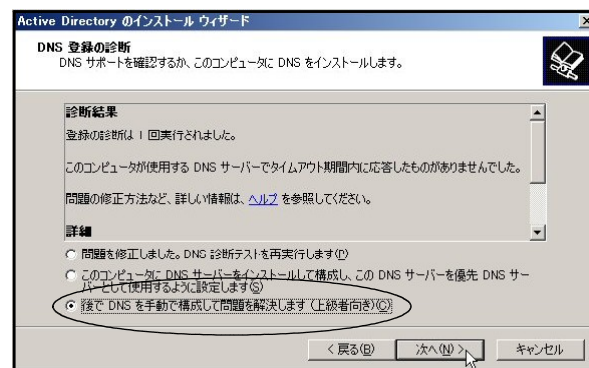 Active Directory のインストール ウィザード
DNS 登録の診断
DNS サポートを確認するか、このコンピュータに DNS をインストールします。
診断結果
登録の診断は 1 回実行されました。
このコンピュータが使用する DNS サーバーでタイムアウト期間内に応答したものがありませんでした。
問題の修正方法など、詳しい情報は、ヘルプ を参照してください。
詳細
問題を修正しました。DNS 診断テストを再実行します(P)
このコンピュータに DNS サーバーをインストールして構成し、この DNS サーバーを優先 DNS サー
バーとして使用するように設定します(S)
後で DNS を手動で構成して問題を解決します (上級者向き)(C)
< 戻る(B)
次へ(N) >
キャンセル